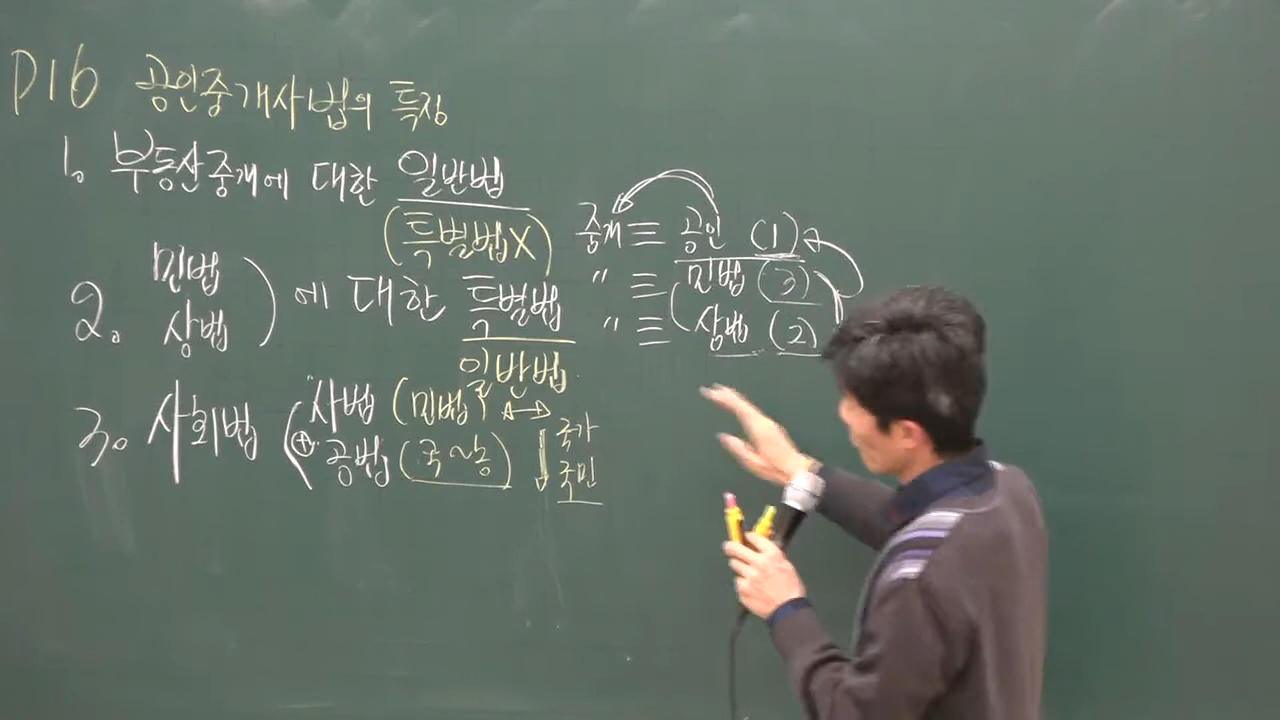 P16 공인중개사법의 특징
1. 부동산중개에 대한 일반법
(특별법X)
2. 민법
상법
) 에 대한 특별법
일반법
3. 사회법 ( 사법 (민법) ↔
⊕ 공법 (국~농)
국가
↓
국민
중개 ≡ 공인 (1)
〃 ≡ 민법 (3)
〃 ≡ 상법 (2)